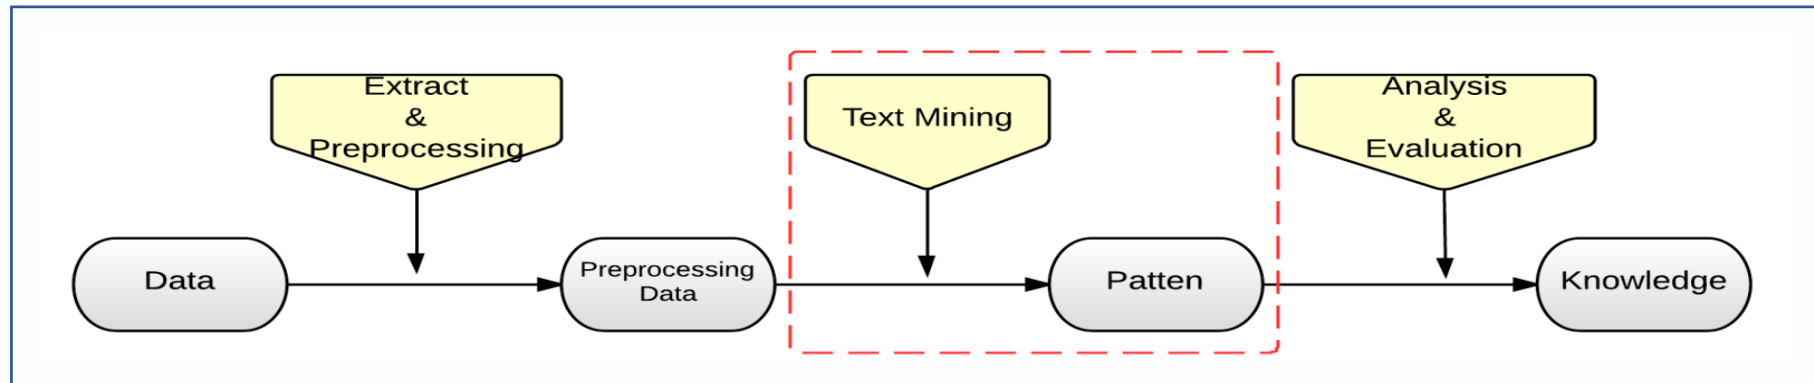 Extract
&
Preprocessing
Text Mining
Analysis
&
Evaluation
Data
Preprocessing
Data
Patten
Knowledge